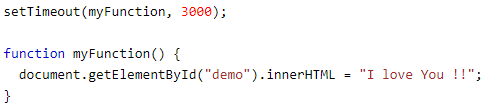 setTimeout(myFunction, 3000);
function myFunction() {
  document.getElementById("demo").innerHTML = "I love You !!";
}